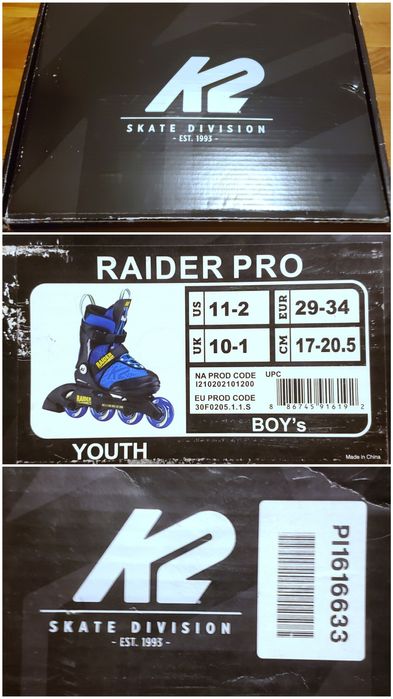 K2
SKATE DIVISION
- EST. 1993 -
RAIDER PRO
US 11-2 EUR 29-34
UK 10-1 CM 17-20.5
NA PROD CODE UPC
I210202101200
EU PROD CODE
30F0205.1.1.S
8 86745 91619 2
RAIDER
RAIDER
BOY's
YOUTH
Made in China
K2
SKATE DIVISION
- EST. 1993 -
PI1616633